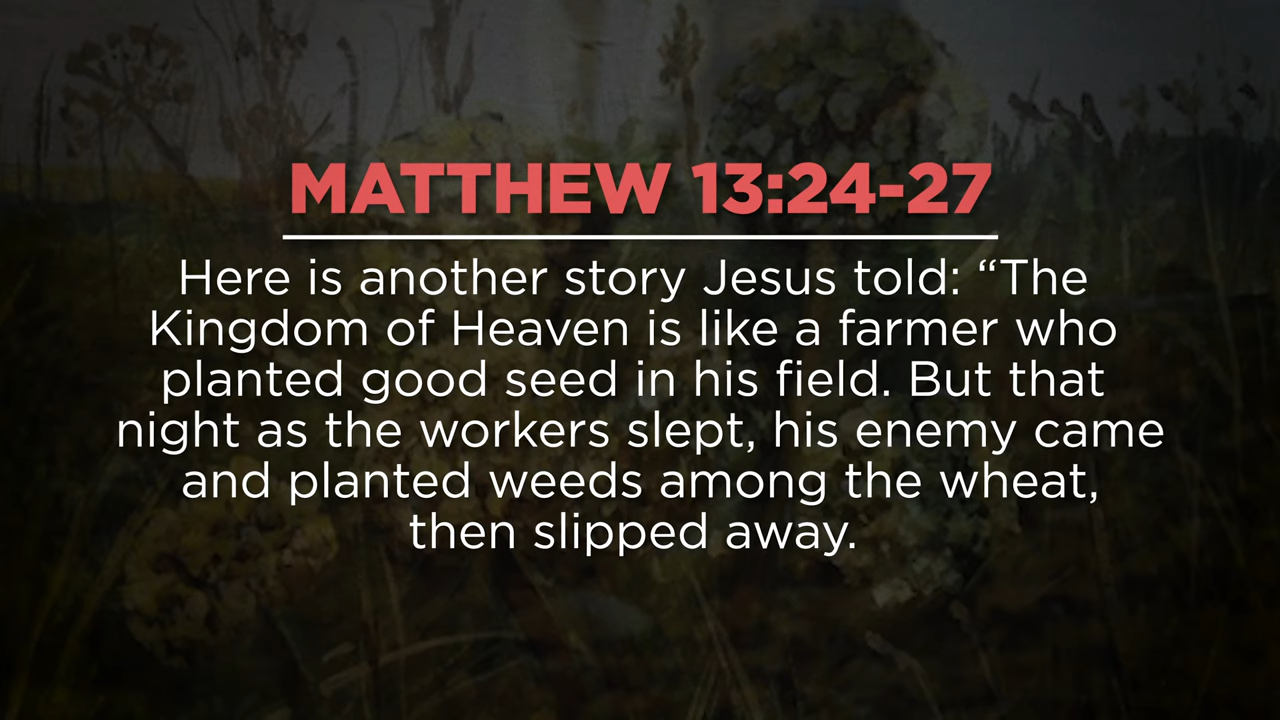 MATTHEW 13:24-27
Here is another story Jesus told: “The
Kingdom of Heaven is like a farmer who
planted good seed in his field. But that
night as the workers slept, his enemy came
and planted weeds among the wheat,
then slipped away.